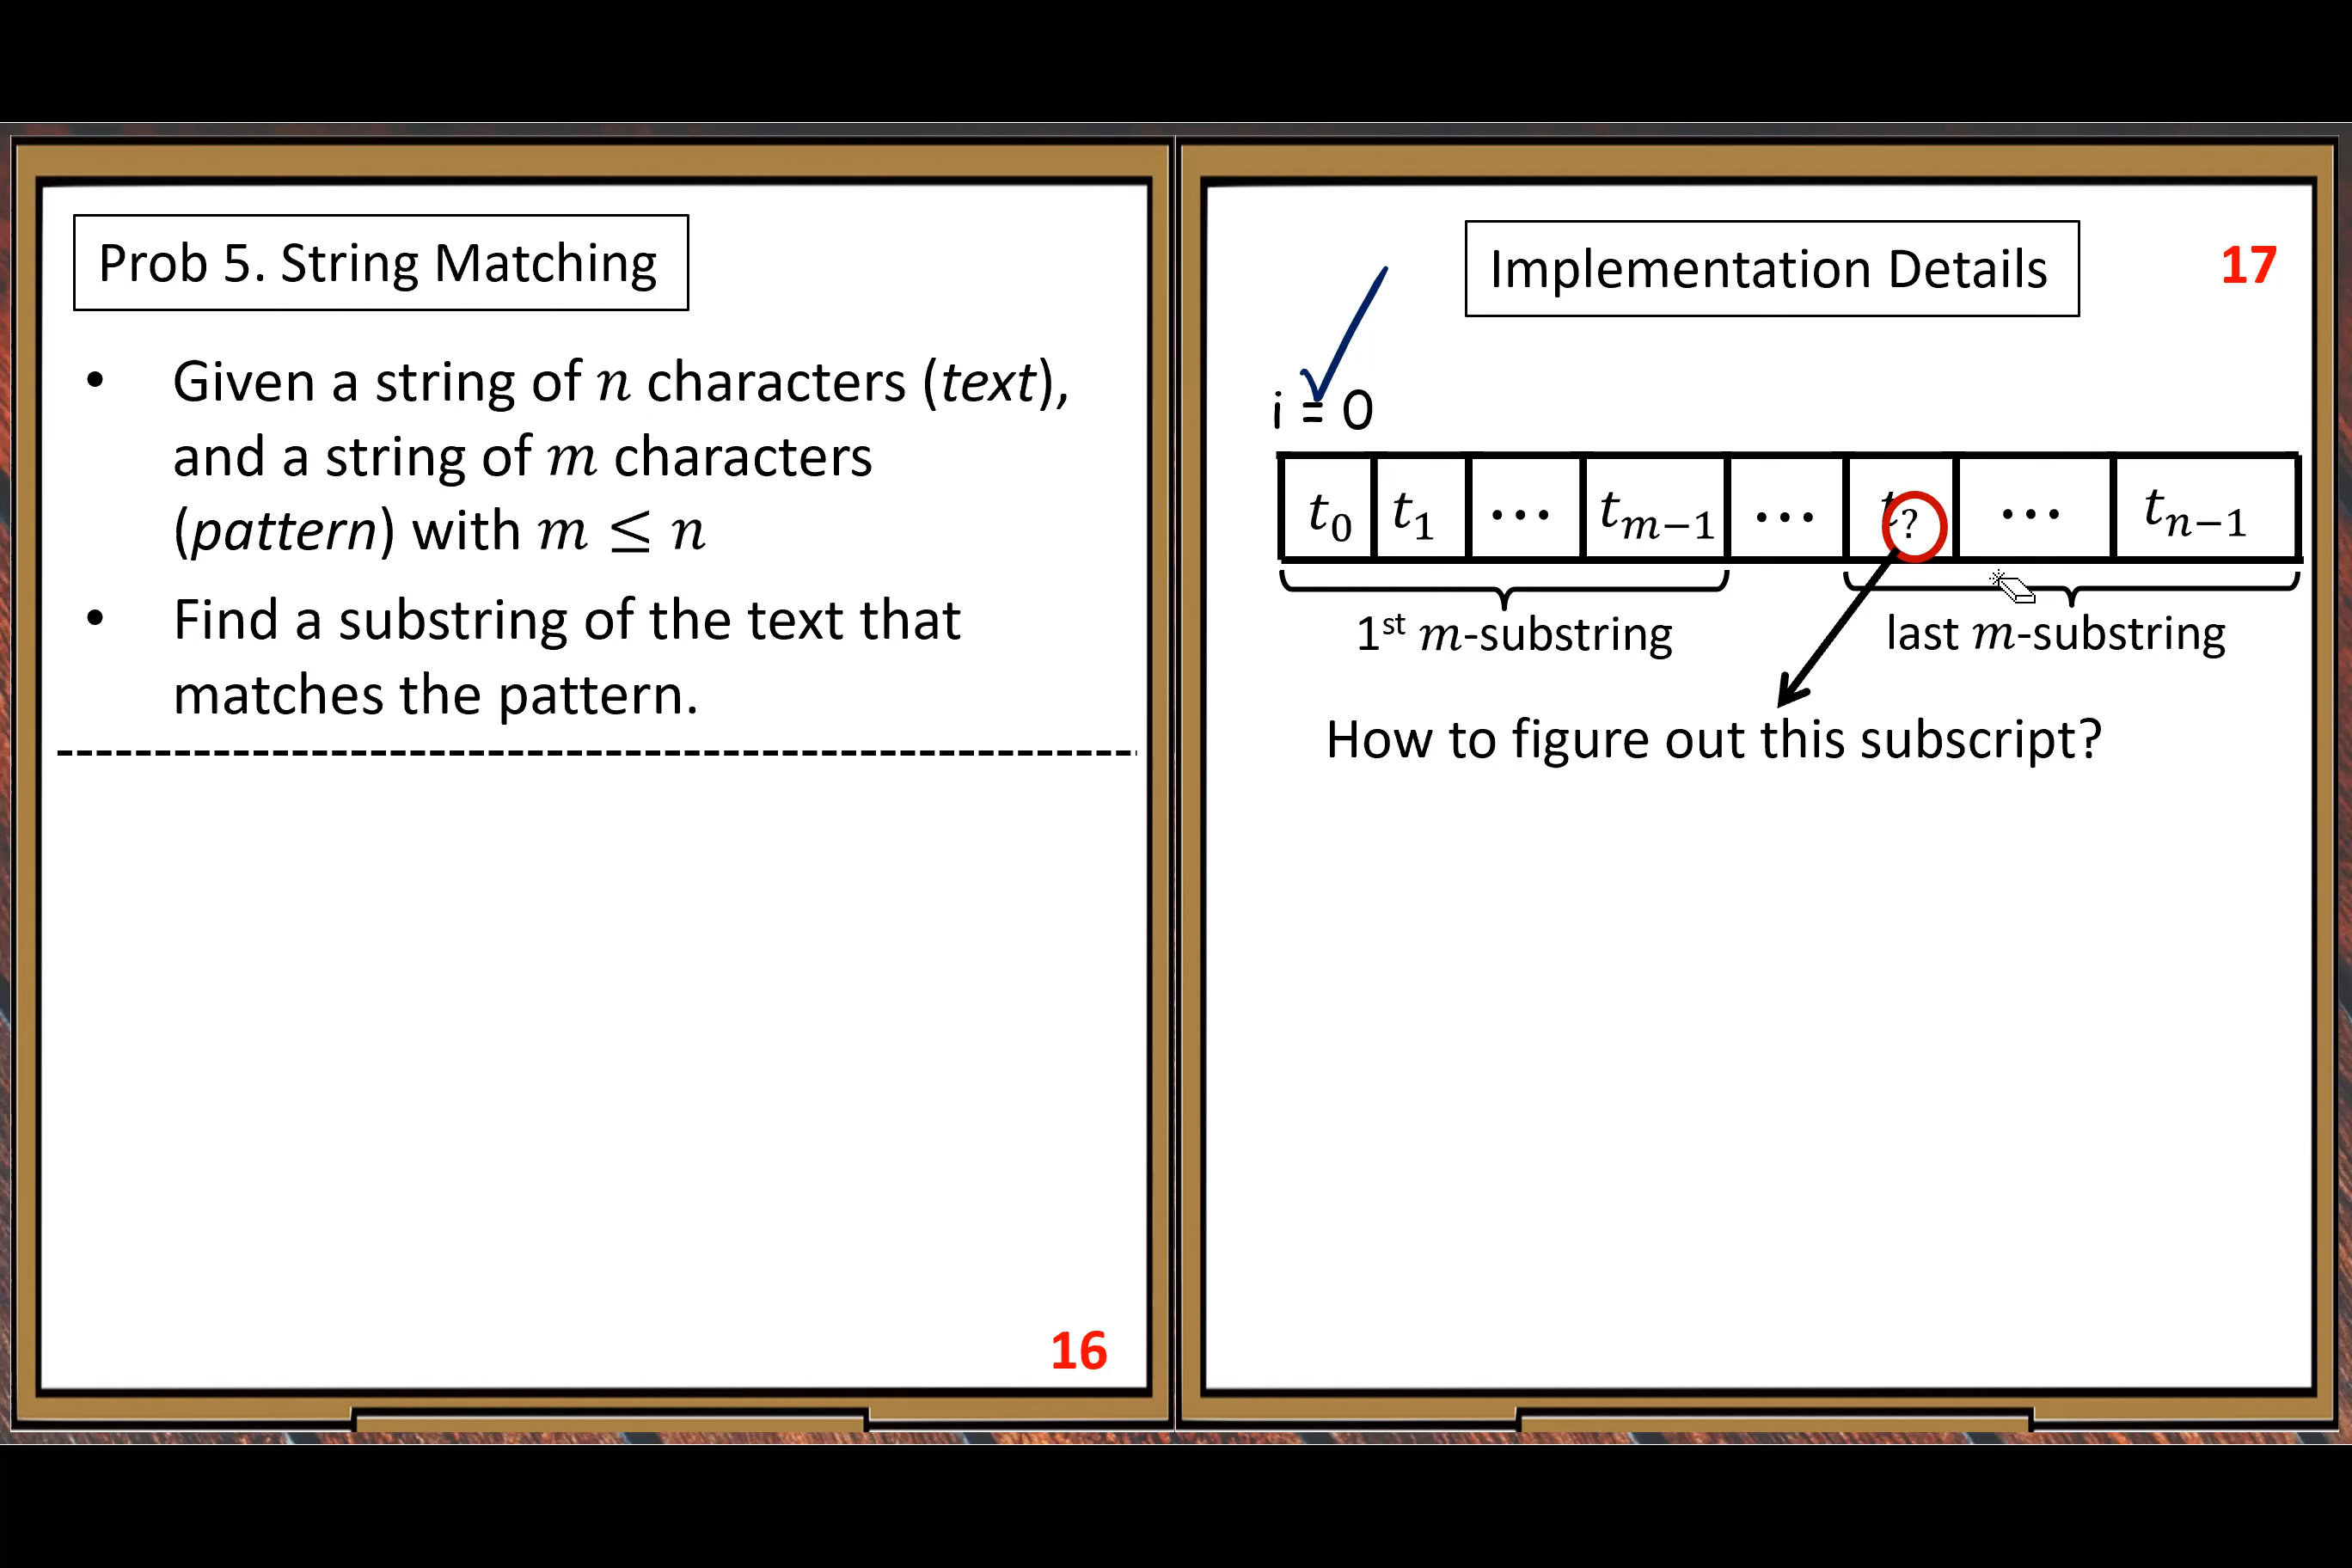 Prob 5. String Matching
• Given a string of n characters (text),
and a string of m characters
(pattern) with m ≤ n
• Find a substring of the text that
matches the pattern.
16
Implementation Details
17
i = 0
t₀ t₁ ⋯ tₘ₋₁ ⋯ t? ⋯ tₙ₋₁
1st m-substring last m-substring
How to figure out this subscript?